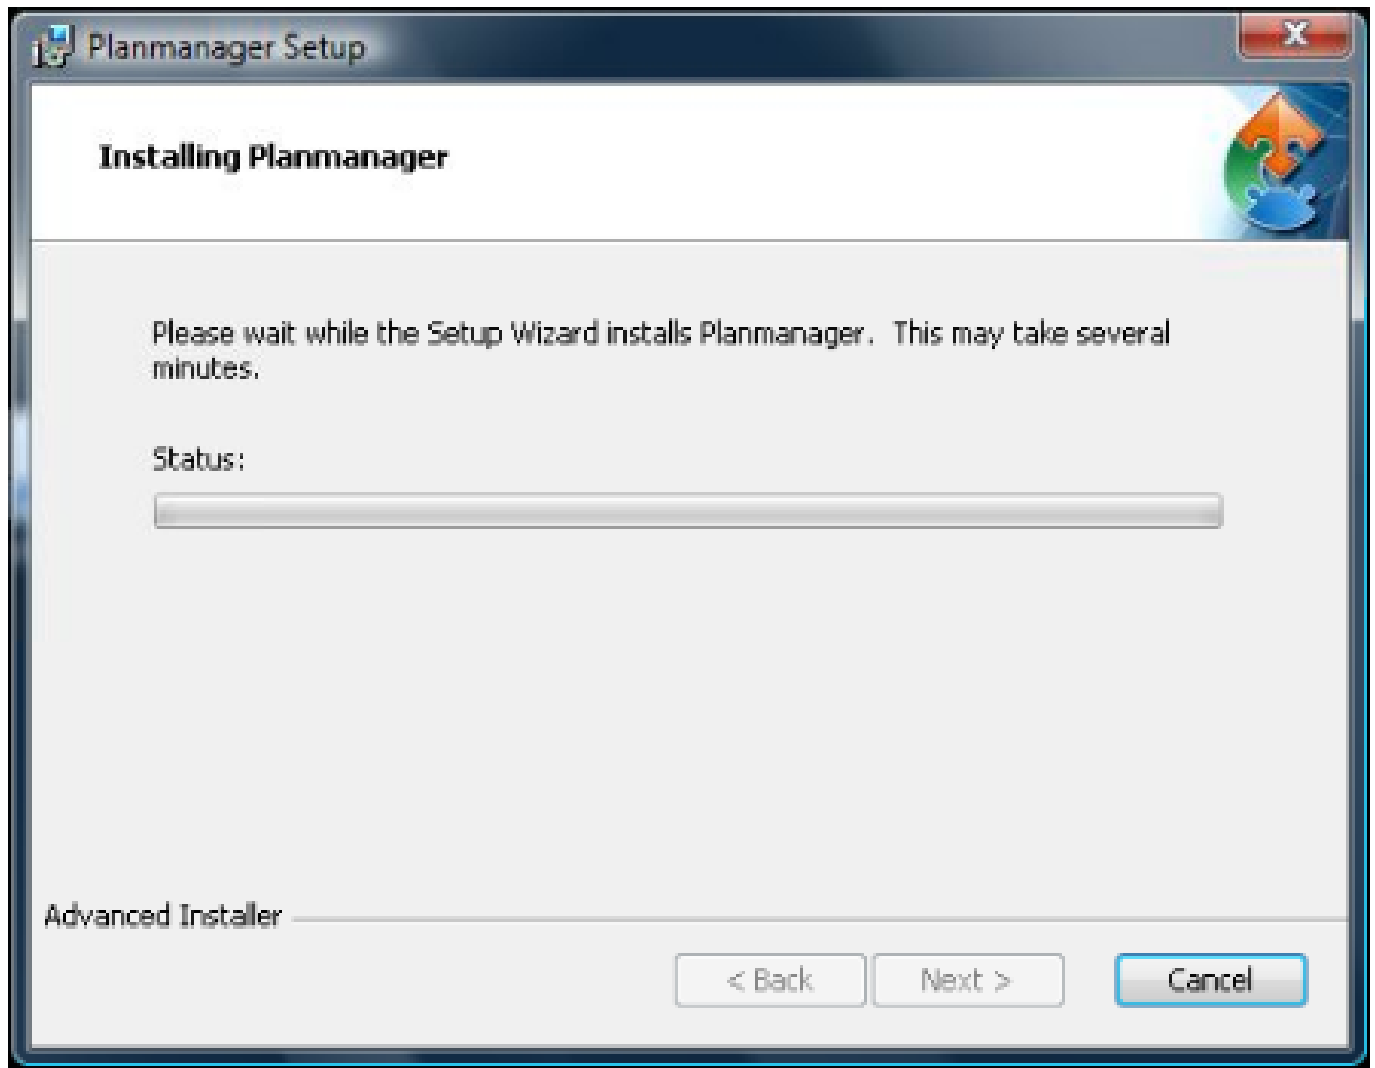 Planmanager Setup
Installing Planmanager
Please wait while the Setup Wizard installs Planmanager.  This may take several
minutes.
Status:
Advanced Installer
< Back
Next >
Cancel